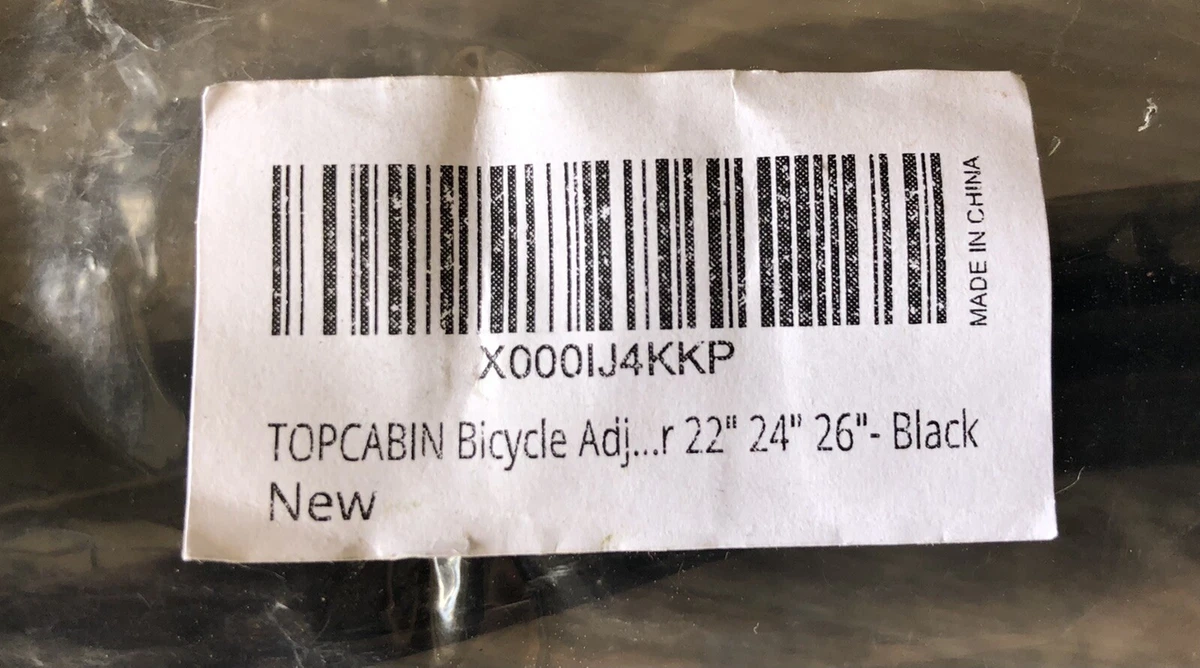 MADE IN CHINA
X000IJ4KKP
TOPCABIN Bicycle Adj...r 22" 24" 26"- Black
New